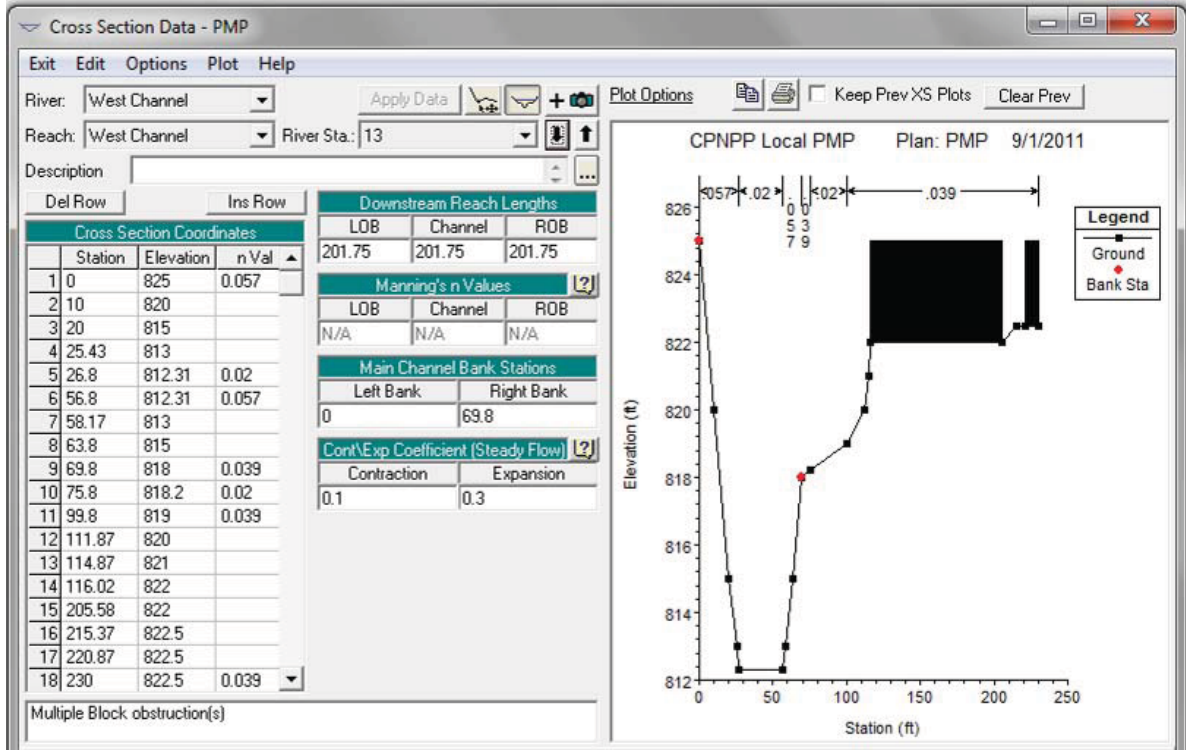 Cross Section Data - PMP
Exit Edit Options Plot Help
River: West Channel
Apply Data
Reach: West Channel River Sta.: 13
Description
...
Del Row Ins Row
Cross Section Coordinates
Station Elevation n Val
1 0 825 0.057
2 10 820
3 20 815
4 25.43 813
5 26.8 812.31 0.02
6 56.8 812.31 0.057
7 58.17 813
8 63.8 815
9 69.8 818 0.039
10 75.8 818.2 0.02
11 99.8 819 0.039
12 111.87 820
13 114.87 821
14 116.02 822
15 205.58 822
16 215.37 822.5
17 220.87 822.5
18 230 822.5 0.039
Downstream Reach Lengths
LOB Channel ROB
201.75 201.75 201.75
Manning's n Values
LOB Channel ROB
N/A N/A N/A
Main Channel Bank Stations
Left Bank Right Bank
0 69.8
Cont\Exp Coefficient (Steady Flow)
Contraction Expansion
0.1 0.3
Multiple Block obstruction(s)
Plot Options Keep Prev XS Plots Clear Prev
CPNPP Local PMP Plan: PMP 9/1/2011
.057 .02 .057 .039 .02 .039
Legend
Ground
Bank Sta
826
824
822
820
818
816
814
812
Elevation (ft)
0 50 100 150 200 250
Station (ft)